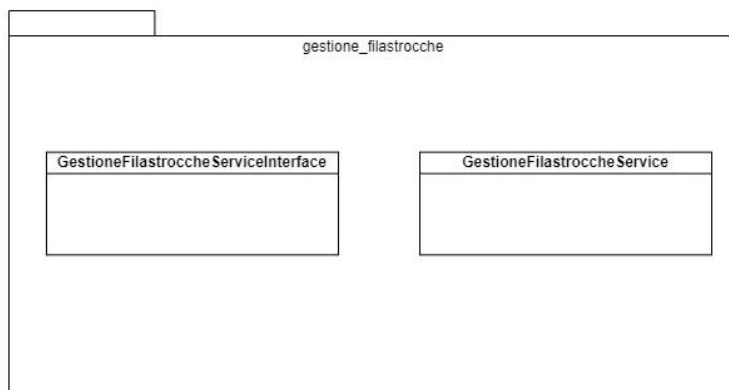 gestione_filastrocche
GestioneFilastroccheServiceInterface
GestioneFilastroccheService